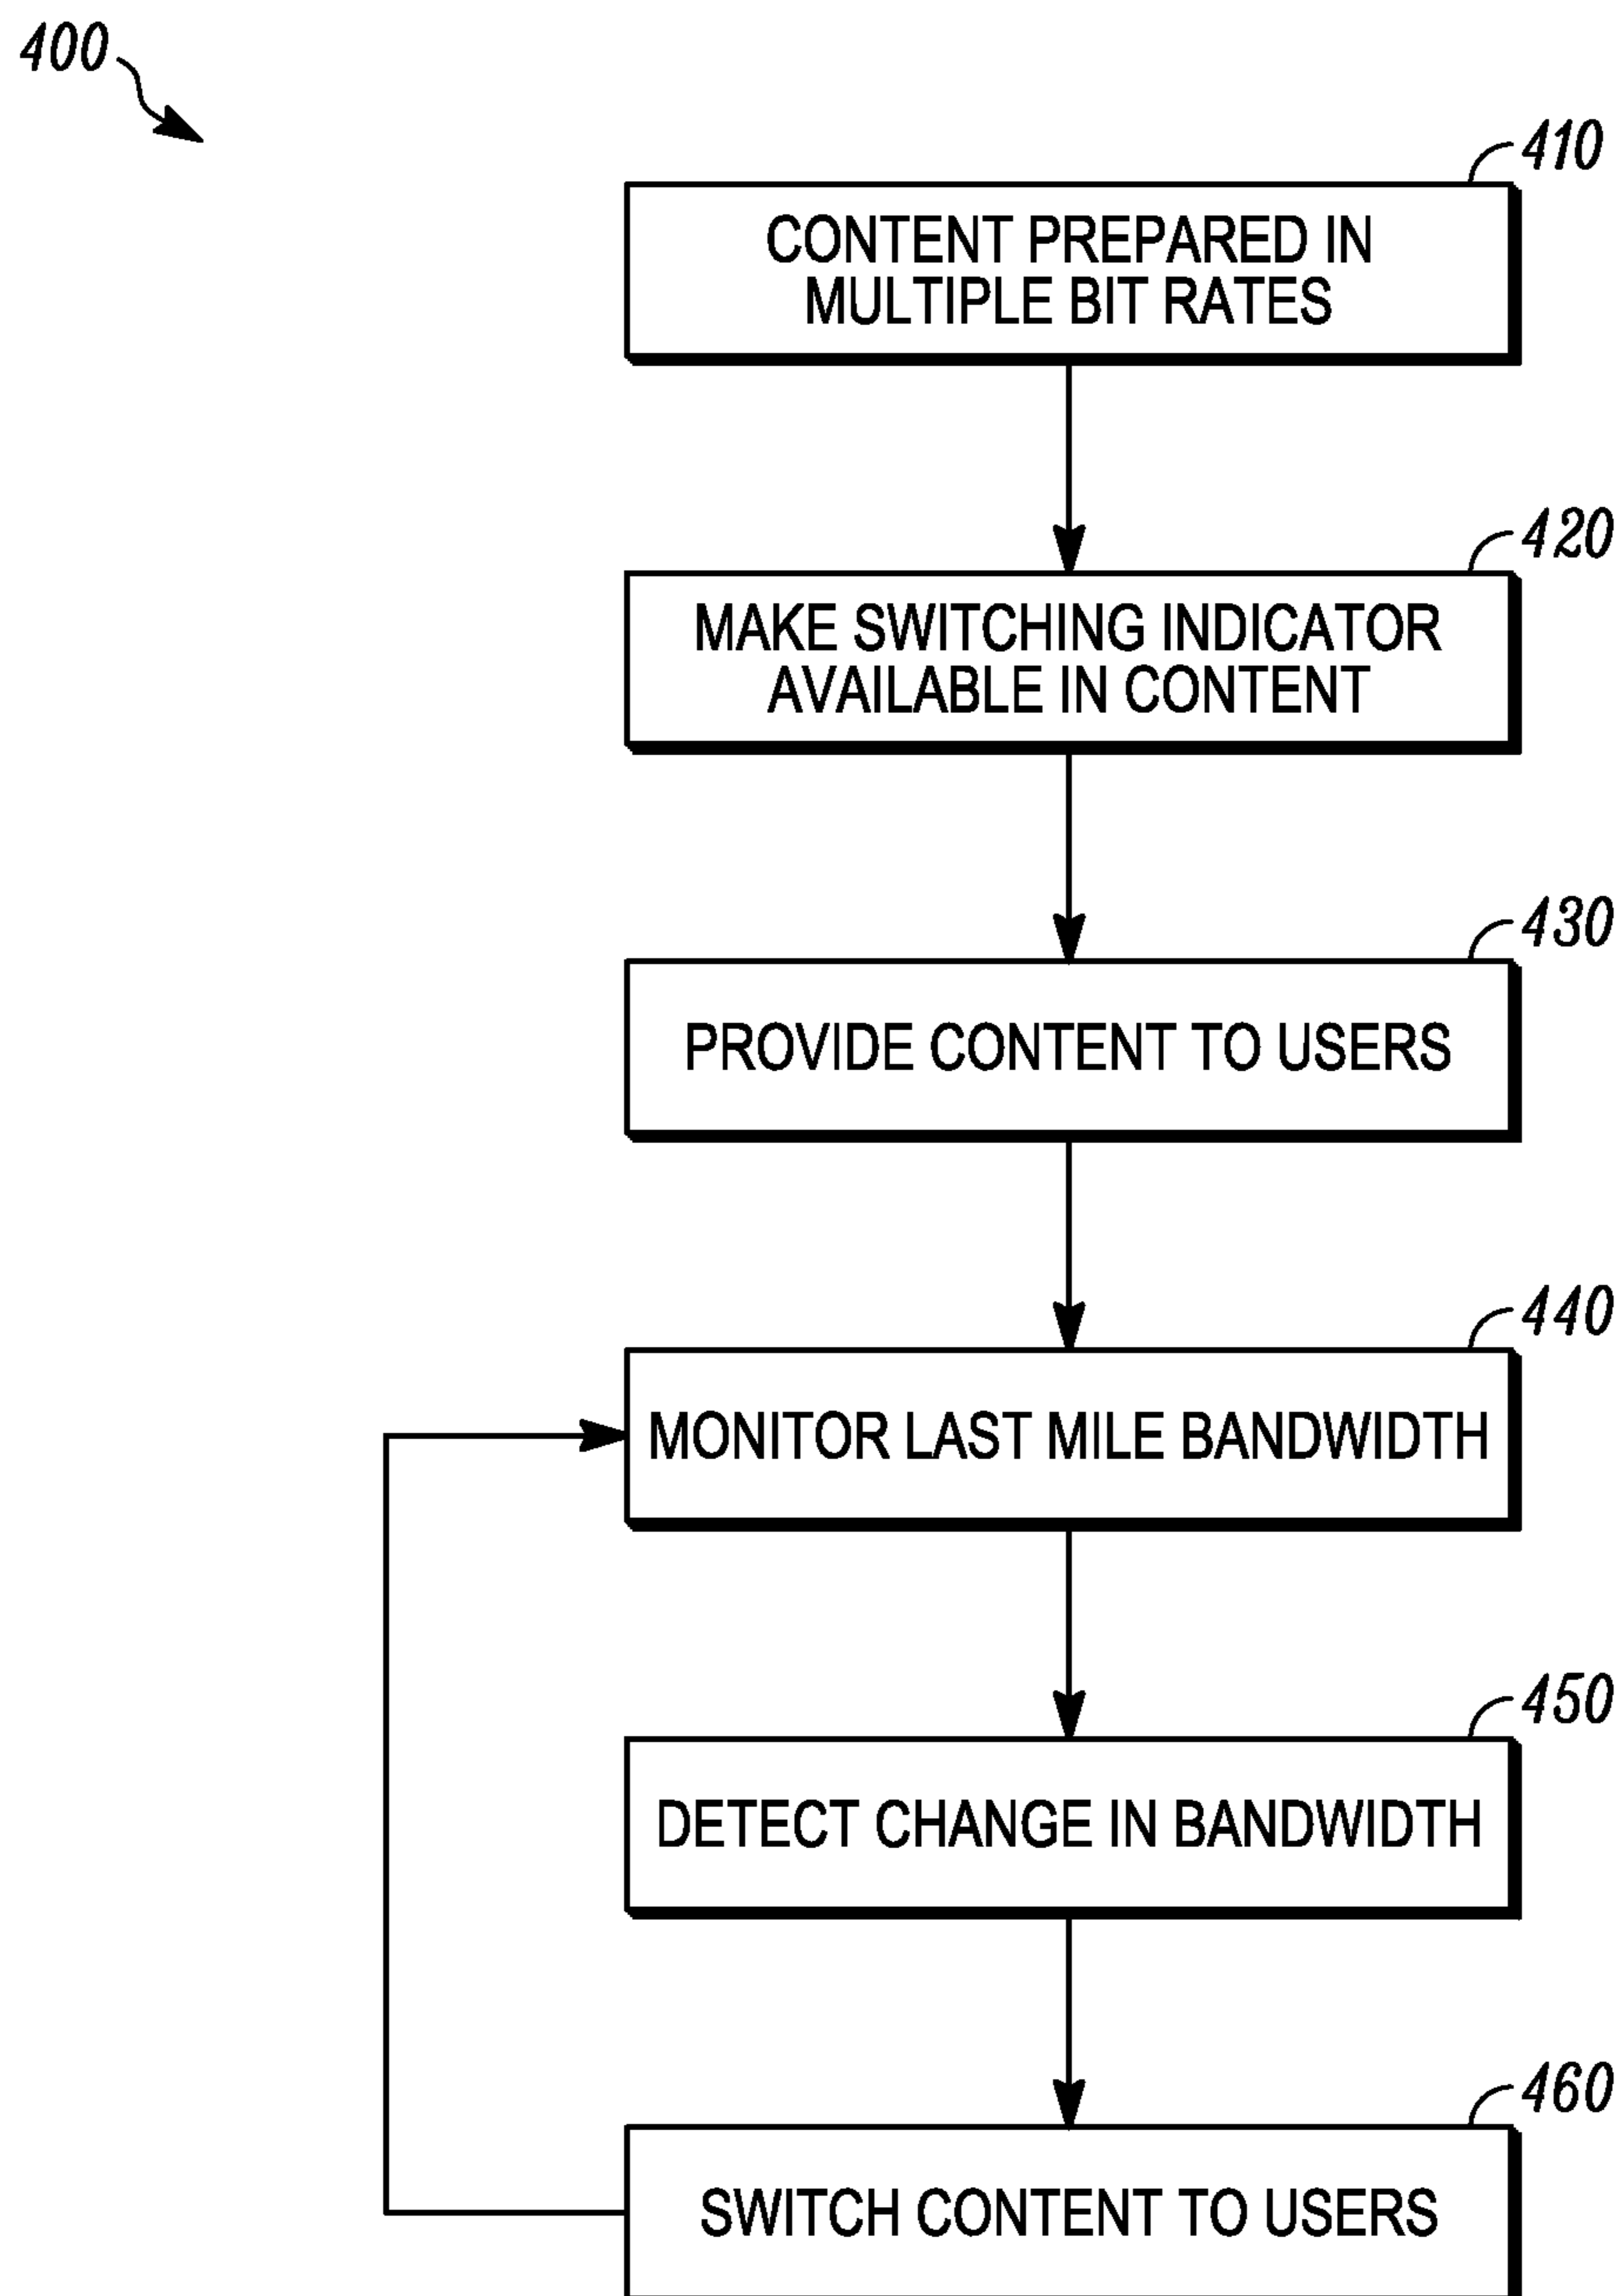 400
410
CONTENT PREPARED IN
MULTIPLE BIT RATES
420
MAKE SWITCHING INDICATOR
AVAILABLE IN CONTENT
430
PROVIDE CONTENT TO USERS
440
MONITOR LAST MILE BANDWIDTH
450
DETECT CHANGE IN BANDWIDTH
460
SWITCH CONTENT TO USERS